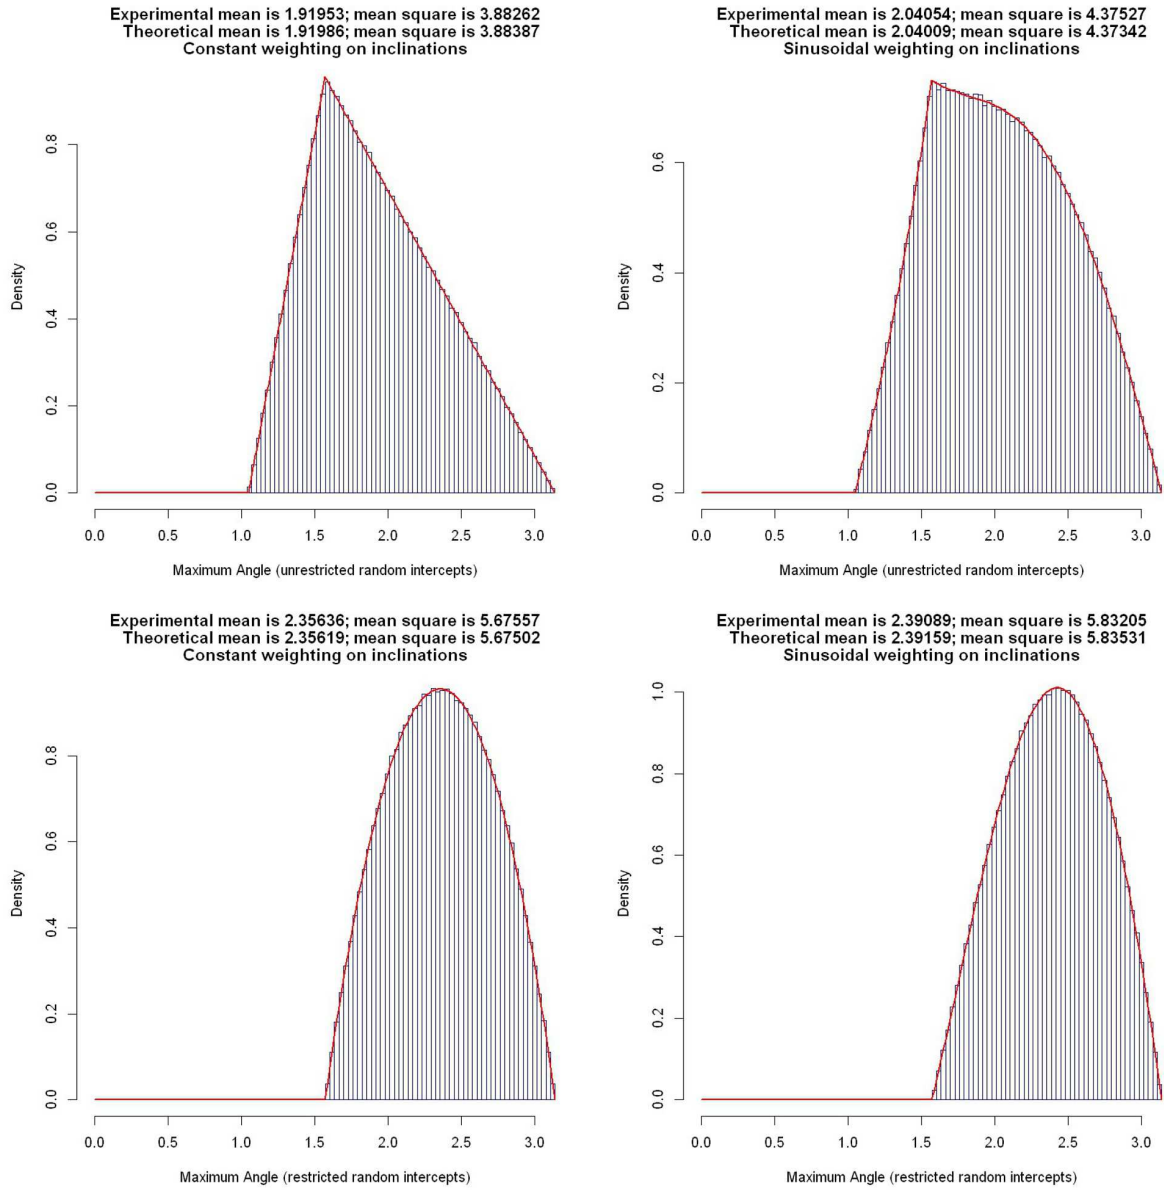 Experimental mean is 1.91953; mean square is 3.88262
Theoretical mean is 1.91986; mean square is 3.88387
Constant weighting on inclinations
Density
0.0 0.2 0.4 0.6 0.8
0.0 0.5 1.0 1.5 2.0 2.5 3.0
Maximum Angle (unrestricted random intercepts)
Experimental mean is 2.04054; mean square is 4.37527
Theoretical mean is 2.04009; mean square is 4.37342
Sinusoidal weighting on inclinations
Density
0.0 0.2 0.4 0.6
0.0 0.5 1.0 1.5 2.0 2.5 3.0
Maximum Angle (unrestricted random intercepts)
Experimental mean is 2.35636; mean square is 5.67557
Theoretical mean is 2.35619; mean square is 5.67502
Constant weighting on inclinations
Density
0.0 0.2 0.4 0.6 0.8
0.0 0.5 1.0 1.5 2.0 2.5 3.0
Maximum Angle (restricted random intercepts)
Experimental mean is 2.39089; mean square is 5.83205
Theoretical mean is 2.39159; mean square is 5.83531
Sinusoidal weighting on inclinations
Density
0.0 0.2 0.4 0.6 0.8 1.0
0.0 0.5 1.0 1.5 2.0 2.5 3.0
Maximum Angle (restricted random intercepts)